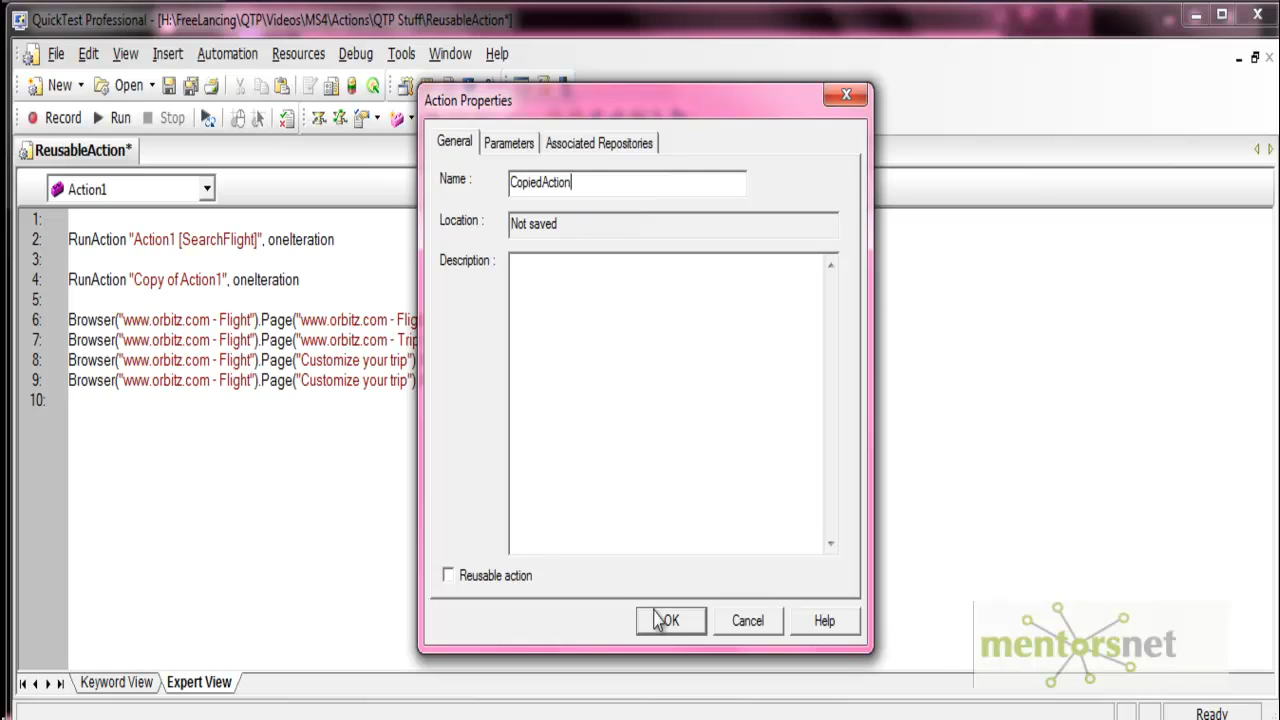 QuickTest Professional - [H:\FreeLancing\QTP\Videos\MS4\Actions\QTP Stuff\ReusableAction*]
File Edit View Insert Automation Resources Debug Tools Window Help
New Open
Record Run Stop
ReusableAction*
Action1
1:
2: RunAction "Action1 [SearchFlight]", oneIteration
3:
4: RunAction "Copy of Action1", oneIteration
5:
6: Browser("www.orbitz.com - Flight").Page("www.orbitz.com - Flig
7: Browser("www.orbitz.com - Flight").Page("www.orbitz.com - Trip
8: Browser("www.orbitz.com - Flight").Page("Customize your trip")
9: Browser("www.orbitz.com - Flight").Page("Customize your trip")
10:
Action Properties
General Parameters Associated Repositories
Name : CopiedAction
Location : Not saved
Description :
Reusable action
OK Cancel Help
mentorsnet
Keyword View Expert View
Ready